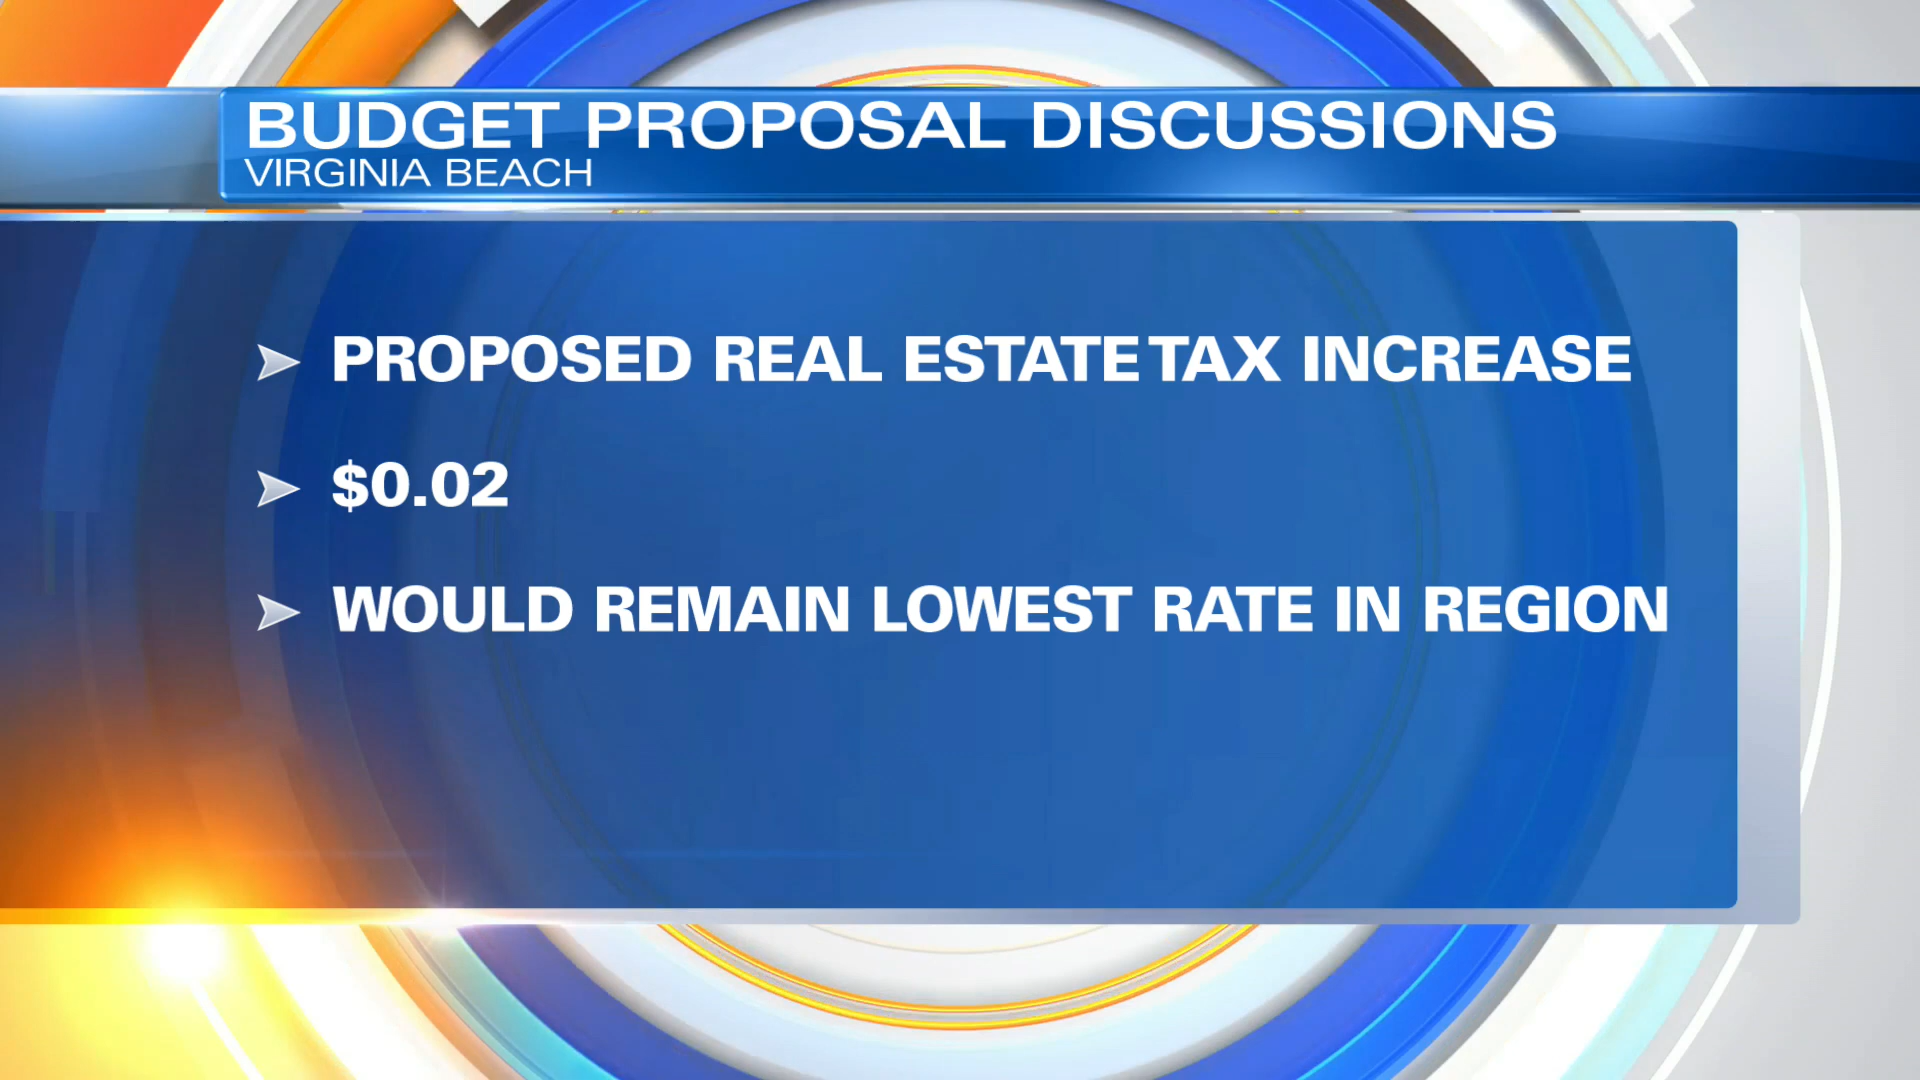 BUDGET PROPOSAL DISCUSSIONS
VIRGINIA BEACH
PROPOSED REAL ESTATE TAX INCREASE
$0.02
WOULD REMAIN LOWEST RATE IN REGION